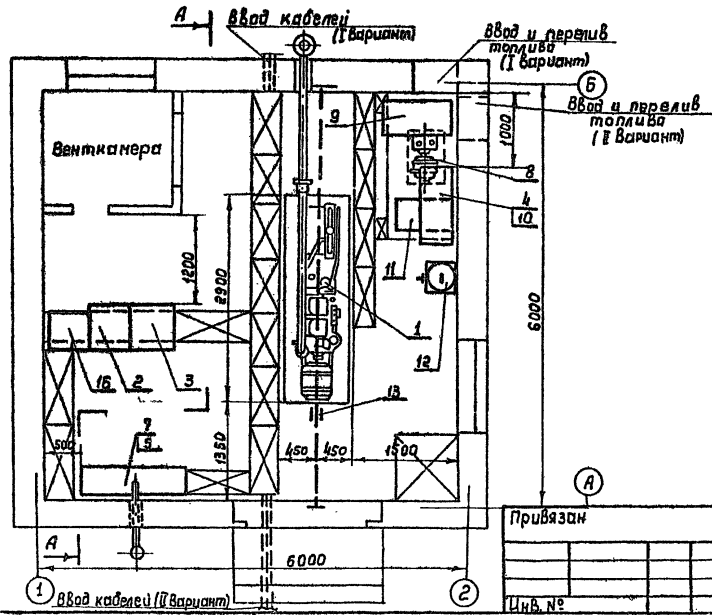 А
Ввод кабелей
(I Вариант)
Ввод и перелив
топлива
(I Вариант)
Б
Ввод и перелив
топлива
(II Вариант)
9
1000
Венткамера
8
4
10
11
1200
2900
6000
1
12
16
2
3
13
7
5
500
1350
450
450
1500
А
Привязан
А
6000
1
2
Ввод кабелей (II Вариант)
Инв. №